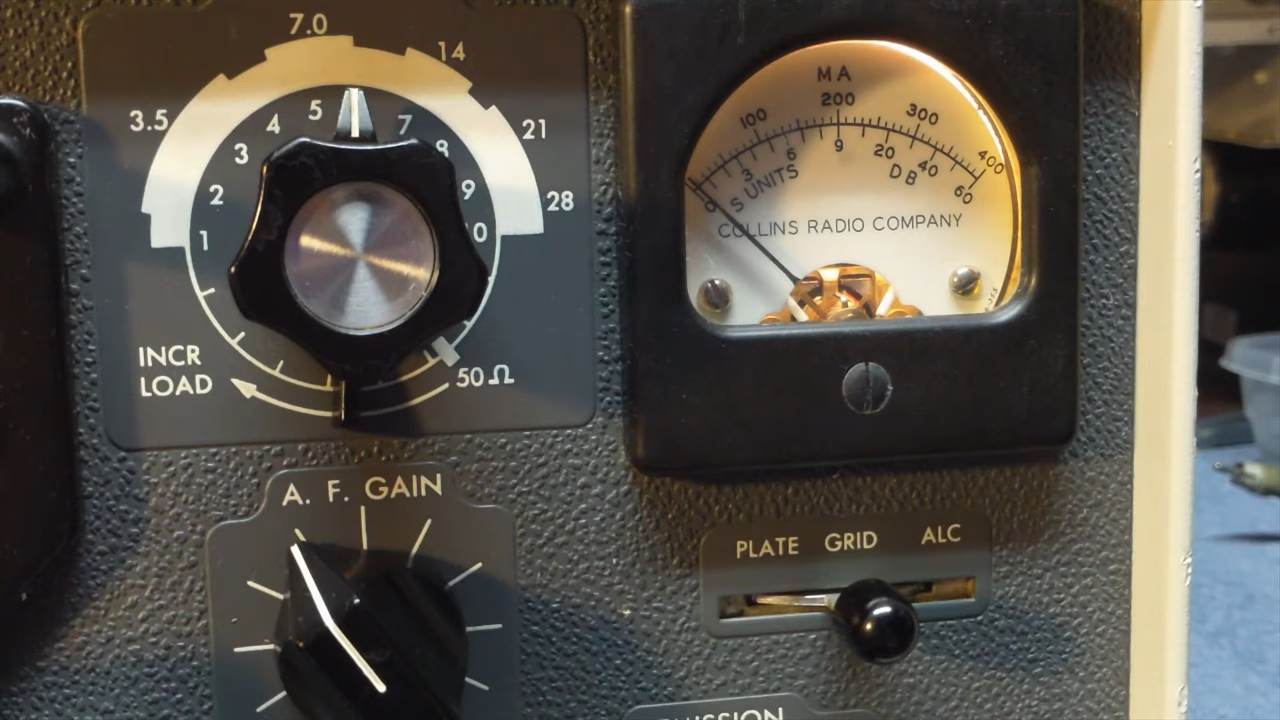 7.0
14
3.5
21
28
1 2 3 4 5 7 8 9 10
INCR
LOAD
50Ω
MA
100 200 300 400
0 3 6 9 20 40 60
S UNITS DB
COLLINS RADIO COMPANY
A. F. GAIN
PLATE GRID ALC